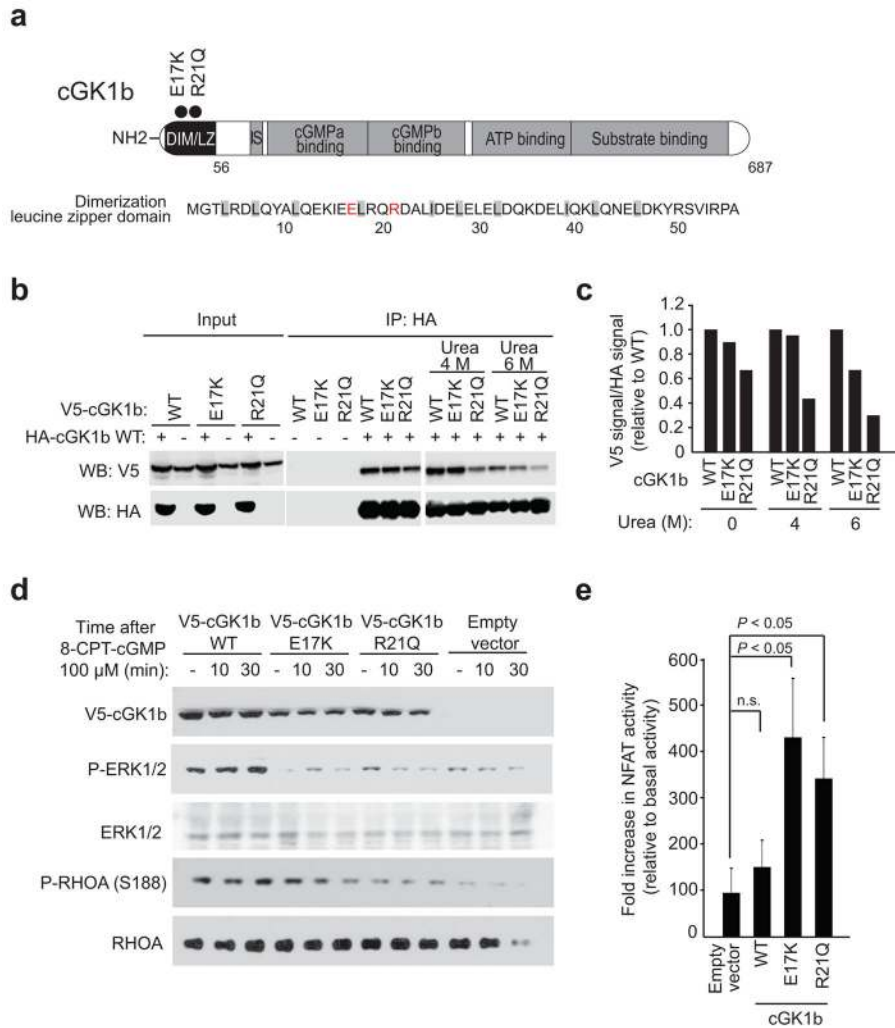 a
cGK1b
E17K
R21Q
NH2
DIM/LZ
IS
cGMPa binding
cGMPb binding
ATP binding
Substrate binding
56
687
Dimerization
leucine zipper domain
MGTLRDLQYALQEKIEELRQRDALIDELELELDQKDELIQKLQNELDKYRSVIRPA
10 20 30 40 50
b
Input
IP: HA
Urea 4 M
Urea 6 M
V5-cGK1b: WT E17K R21Q WT E17K R21Q WT E17K R21Q WT E17K R21Q WT E17K R21Q
HA-cGK1b WT: + - + - + - - - - + + + + + + + + +
WB: V5
WB: HA
c
V5 signal/HA signal
(relative to WT)
1.2
1.0
0.8
0.6
0.4
0.2
0
cGK1b WT E17K R21Q WT E17K R21Q WT E17K R21Q
Urea (M): 0 4 6
d
Time after
8-CPT-cGMP
100 µM (min):
V5-cGK1b WT
V5-cGK1b E17K
V5-cGK1b R21Q
Empty vector
- 10 30 - 10 30 - 10 30 - 10 30
V5-cGK1b
P-ERK1/2
ERK1/2
P-RHOA (S188)
RHOA
e
Fold increase in NFAT activity
(relative to basal activity)
600
500
400
300
200
100
0
P < 0.05
P < 0.05
n.s.
Empty vector
WT
E17K
R21Q
cGK1b